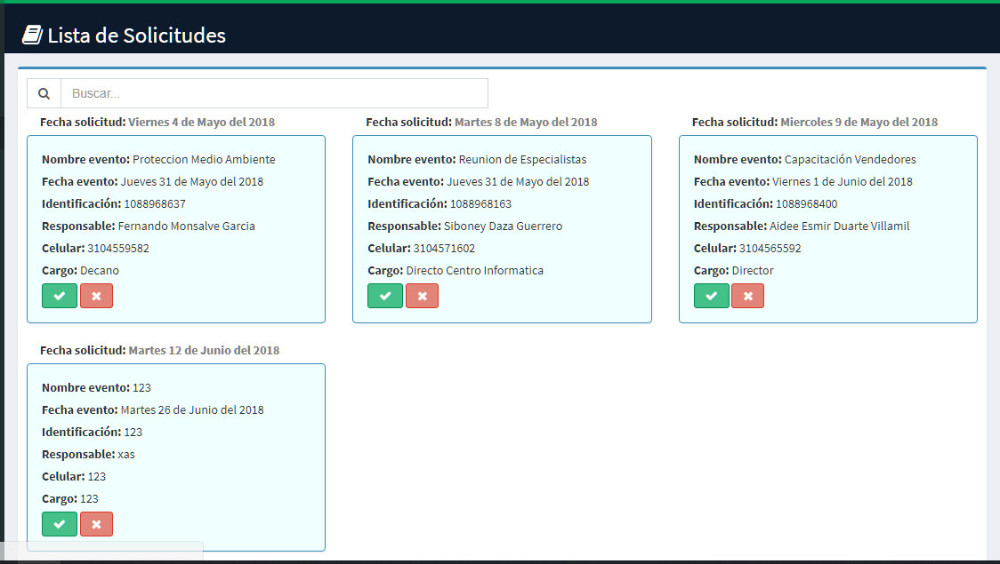 Lista de Solicitudes
Buscar...
Fecha solicitud: Viernes 4 de Mayo del 2018
Nombre evento: Proteccion Medio Ambiente
Fecha evento: Jueves 31 de Mayo del 2018
Identificación: 1088968637
Responsable: Fernando Monsalve Garcia
Celular: 3104559582
Cargo: Decano
Fecha solicitud: Martes 8 de Mayo del 2018
Nombre evento: Reunion de Especialistas
Fecha evento: Jueves 31 de Mayo del 2018
Identificación: 1088968163
Responsable: Siboney Daza Guerrero
Celular: 3104571602
Cargo: Directo Centro Informatica
Fecha solicitud: Miercoles 9 de Mayo del 2018
Nombre evento: Capacitación Vendedores
Fecha evento: Viernes 1 de Junio del 2018
Identificación: 1088968400
Responsable: Aidee Esmir Duarte Villamil
Celular: 3104565592
Cargo: Director
Fecha solicitud: Martes 12 de Junio del 2018
Nombre evento: 123
Fecha evento: Martes 26 de Junio del 2018
Identificación: 123
Responsable: xas
Celular: 123
Cargo: 123